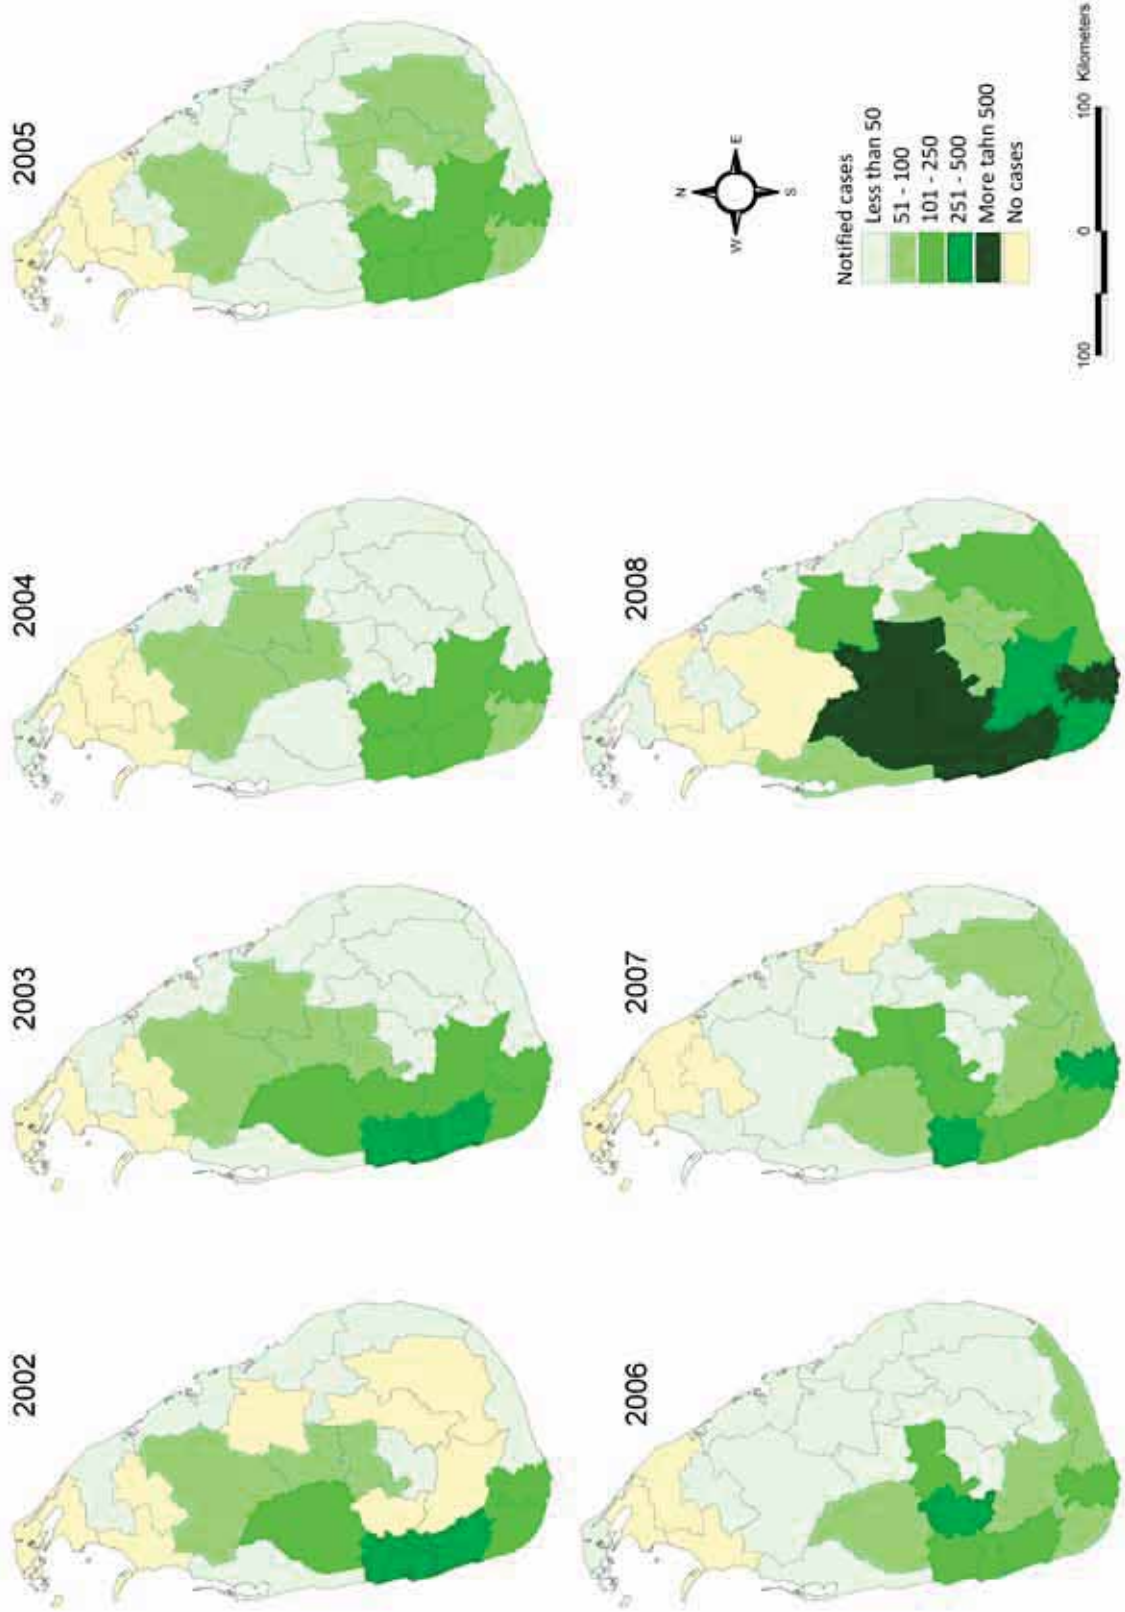 2002
2003
2004
2005
2006
2007
2008
N
W
E
S
Notified cases
Less than 50
51 - 100
101 - 250
251 - 500
More tahn 500
No cases
100 0 100 Kilometers